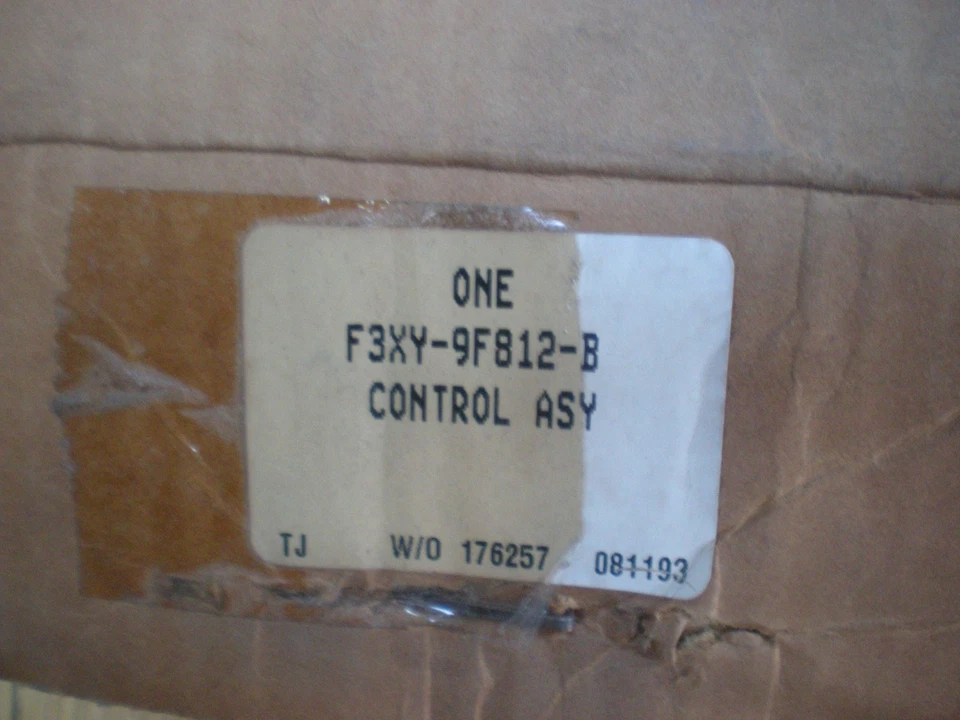 ONE
F3XY-9F812-B
CONTROL ASY
TJ W/O 176257 081193